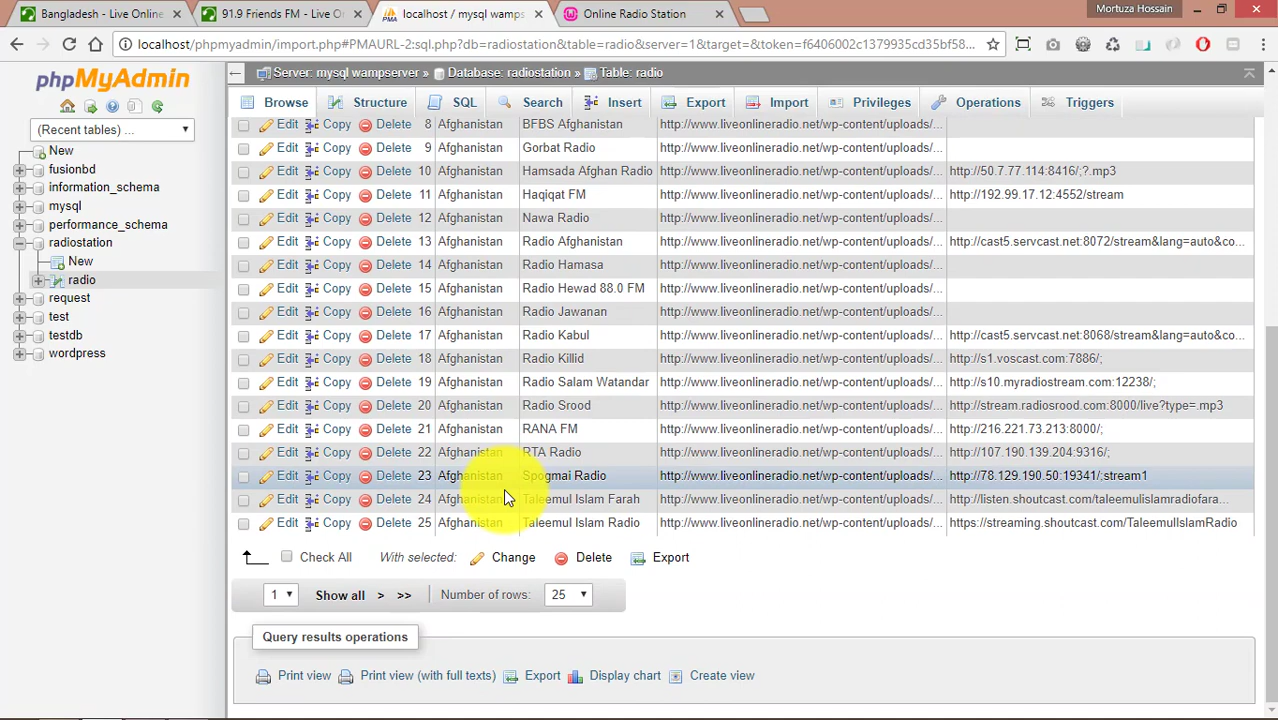 Bangladesh - Live Online
91.9 Friends FM - Live O
localhost / mysql wamps
Online Radio Station
Mortuza Hossain
localhost/phpmyadmin/import.php#PMAURL-2:sql.php?db=radiostation&table=radio&server=1&target=&token=f6406002c1379935cd35bf58...
phpMyAdmin
(Recent tables) ...
New
fusionbd
information_schema
mysql
performance_schema
radiostation
New
radio
request
test
testdb
wordpress
Server: mysql wampserver » Database: radiostation » Table: radio
Browse Structure SQL Search Insert Export Import Privileges Operations Triggers
Edit Copy Delete 8 Afghanistan BFBS Afghanistan http://www.liveonlineradio.net/wp-content/uploads/...
Edit Copy Delete 9 Afghanistan Gorbat Radio http://www.liveonlineradio.net/wp-content/uploads/...
Edit Copy Delete 10 Afghanistan Hamsada Afghan Radio http://www.liveonlineradio.net/wp-content/uploads/... http://50.7.77.114:8416/;?.mp3
Edit Copy Delete 11 Afghanistan Haqiqat FM http://www.liveonlineradio.net/wp-content/uploads/... http://192.99.17.12:4552/stream
Edit Copy Delete 12 Afghanistan Nawa Radio http://www.liveonlineradio.net/wp-content/uploads/...
Edit Copy Delete 13 Afghanistan Radio Afghanistan http://www.liveonlineradio.net/wp-content/uploads/... http://cast5.servcast.net:8072/stream&lang=auto&co...
Edit Copy Delete 14 Afghanistan Radio Hamasa http://www.liveonlineradio.net/wp-content/uploads/...
Edit Copy Delete 15 Afghanistan Radio Hewad 88.0 FM http://www.liveonlineradio.net/wp-content/uploads/...
Edit Copy Delete 16 Afghanistan Radio Jawanan http://www.liveonlineradio.net/wp-content/uploads/...
Edit Copy Delete 17 Afghanistan Radio Kabul http://www.liveonlineradio.net/wp-content/uploads/... http://cast5.servcast.net:8068/stream&lang=auto&co...
Edit Copy Delete 18 Afghanistan Radio Killid http://www.liveonlineradio.net/wp-content/uploads/... http://s1.voscast.com:7886/;
Edit Copy Delete 19 Afghanistan Radio Salam Watandar http://www.liveonlineradio.net/wp-content/uploads/... http://s10.myradiostream.com:12238/;
Edit Copy Delete 20 Afghanistan Radio Srood http://www.liveonlineradio.net/wp-content/uploads/... http://stream.radiosrood.com:8000/live?type=.mp3
Edit Copy Delete 21 Afghanistan RANA FM http://www.liveonlineradio.net/wp-content/uploads/... http://216.221.73.213:8000/;
Edit Copy Delete 22 Afghanistan RTA Radio http://www.liveonlineradio.net/wp-content/uploads/... http://107.190.139.204:9316/;
Edit Copy Delete 23 Afghanistan Spogmai Radio http://www.liveonlineradio.net/wp-content/uploads/... http://78.129.190.50:19341/;stream1
Edit Copy Delete 24 Afghanistan Taleemul Islam Farah http://www.liveonlineradio.net/wp-content/uploads/... http://listen.shoutcast.com/taleemulislamradiofara...
Edit Copy Delete 25 Afghanistan Taleemul Islam Radio http://www.liveonlineradio.net/wp-content/uploads/... https://streaming.shoutcast.com/TaleemulIslamRadio
Check All With selected: Change Delete Export
1 Show all > >> Number of rows: 25
Query results operations
Print view Print view (with full texts) Export Display chart Create view